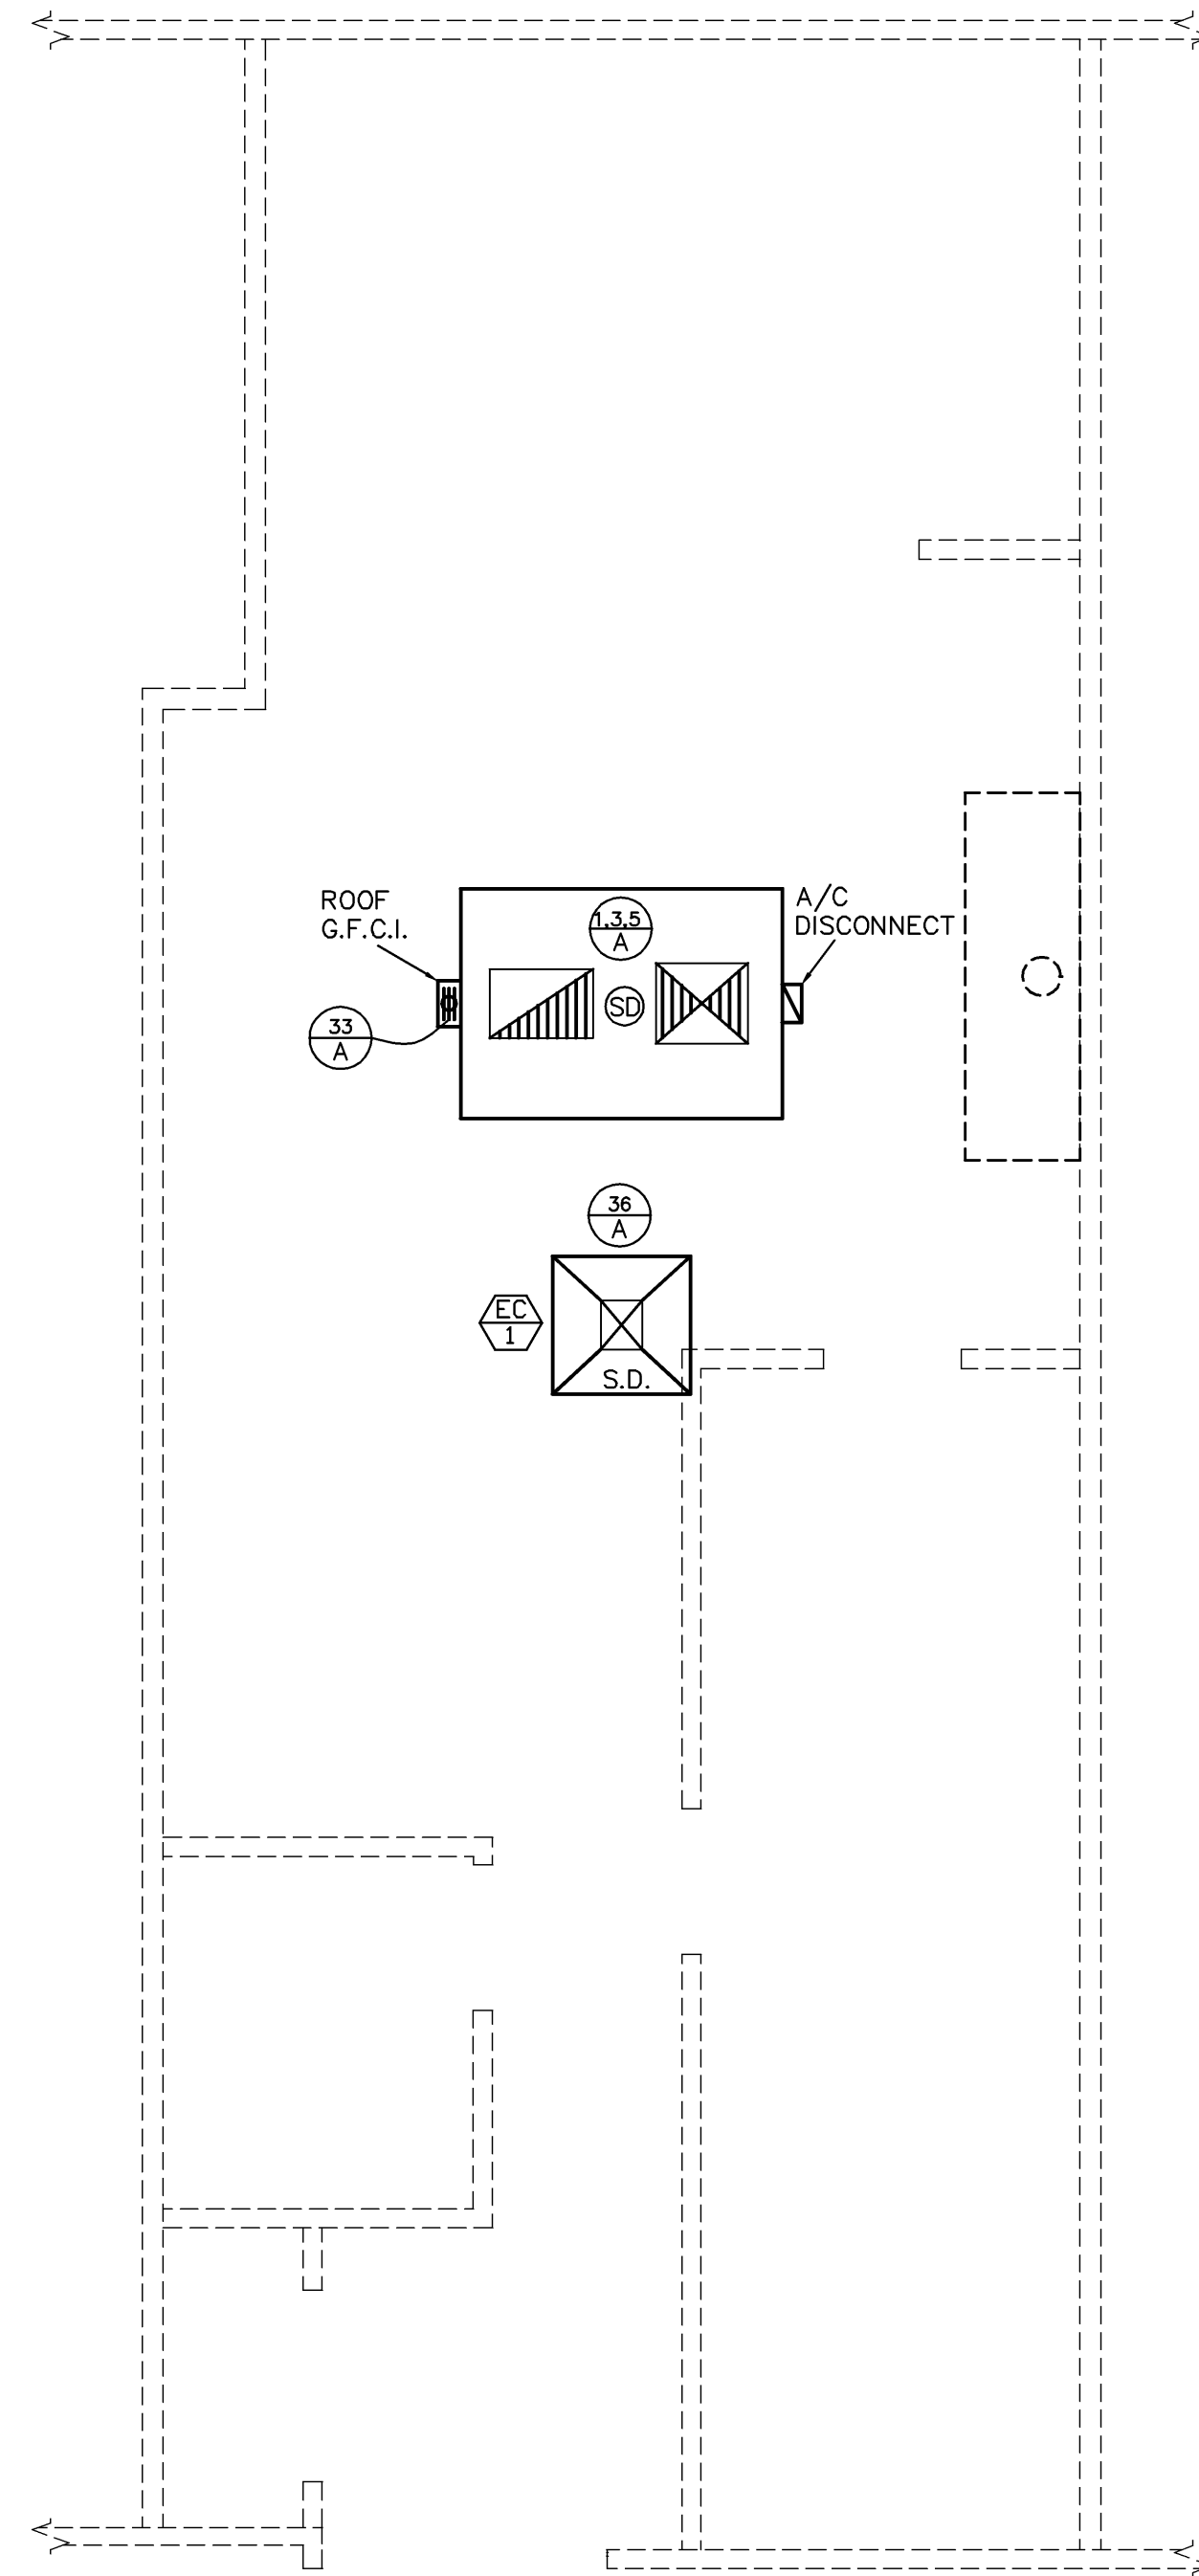 ROOF
G.F.C.I.
1,3,5
A
A/C
DISCONNECT
SD
33
A
36
A
EC
1
S.D.